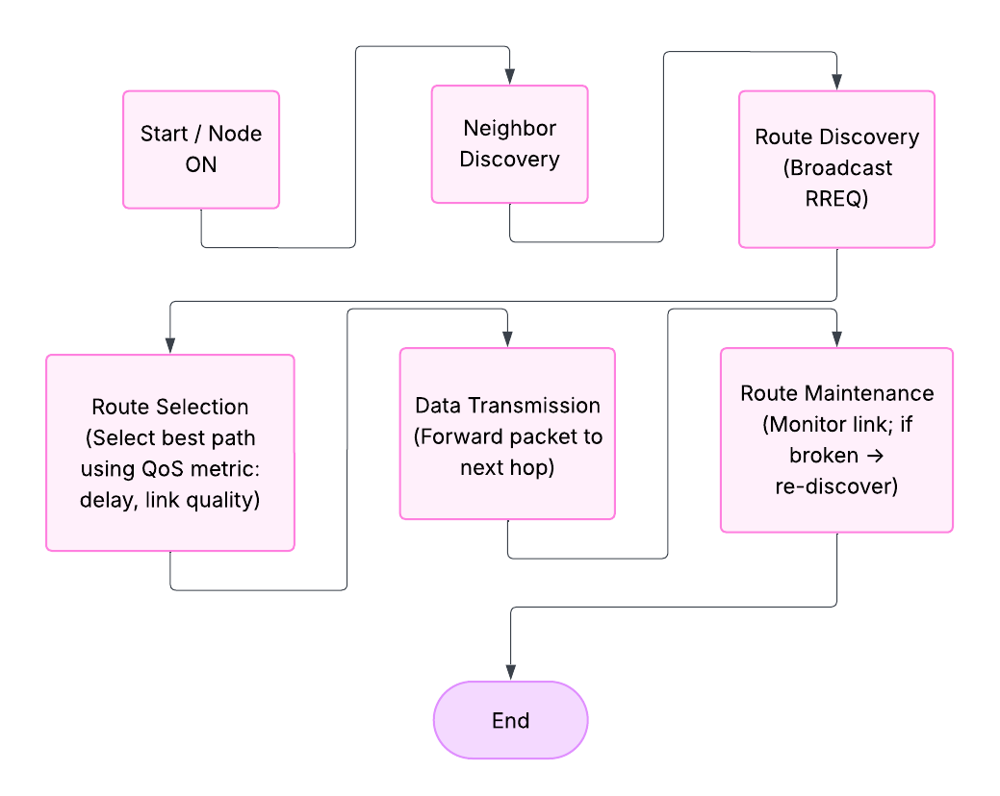 Start / Node
ON
Neighbor
Discovery
Route Discovery
(Broadcast
RREQ)
Route Selection
(Select best path
using QoS metric:
delay, link quality)
Data Transmission
(Forward packet to
next hop)
Route Maintenance
(Monitor link; if
broken →
re-discover)
End